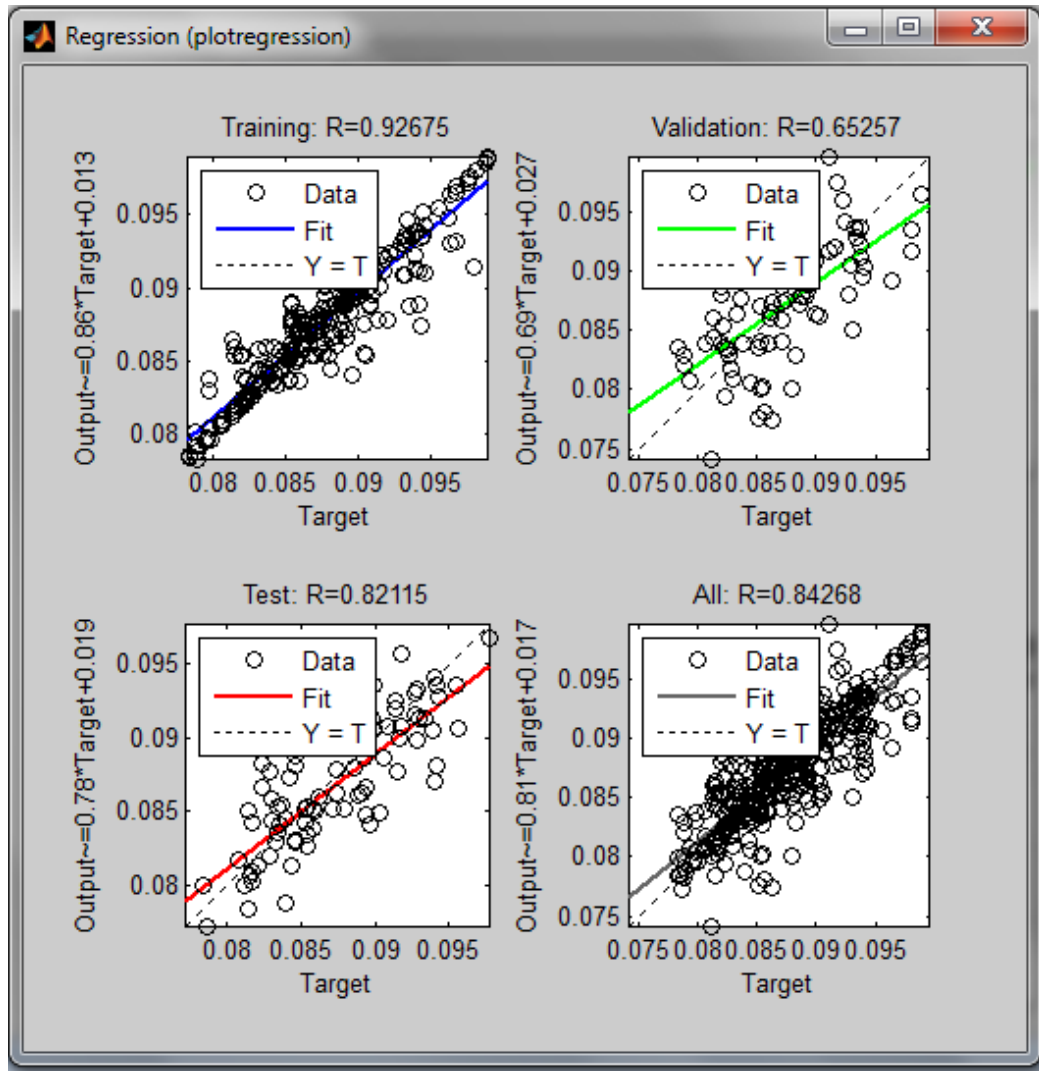 Regression (plotregression)
Training: R=0.92675
Output~=0.86*Target+0.013
Data
Fit
Y = T
0.095
0.09
0.085
0.08
0.08 0.085 0.09 0.095
Target
Validation: R=0.65257
Output~=0.69*Target+0.027
Data
Fit
Y = T
0.095
0.09
0.085
0.08
0.075
0.075 0.08 0.085 0.09 0.095
Target
Test: R=0.82115
Output~=0.78*Target+0.019
Data
Fit
Y = T
0.095
0.09
0.085
0.08
0.08 0.085 0.09 0.095
Target
All: R=0.84268
Output~=0.81*Target+0.017
Data
Fit
Y = T
0.095
0.09
0.085
0.08
0.075
0.075 0.08 0.085 0.09 0.095
Target